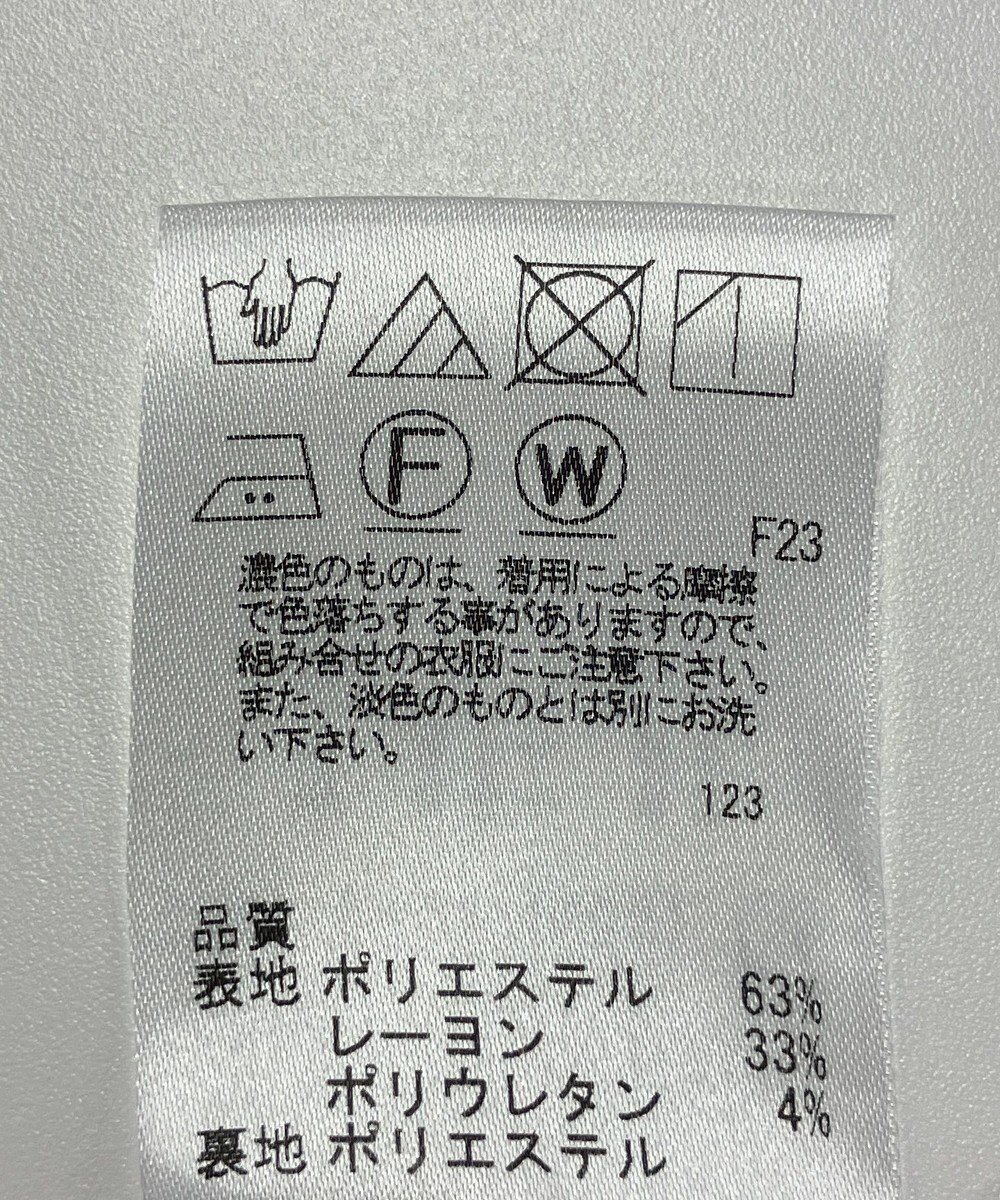 F W
F23
濃色のものは、着用による摩擦
で色落ちする事がありますので、
組み合せの衣服にご注意下さい。
また、淡色のものとは別にお洗
い下さい。
123
品質
表地 ポリエステル 63%
レーヨン 33%
ポリウレタン 4%
裏地 ポリエステル